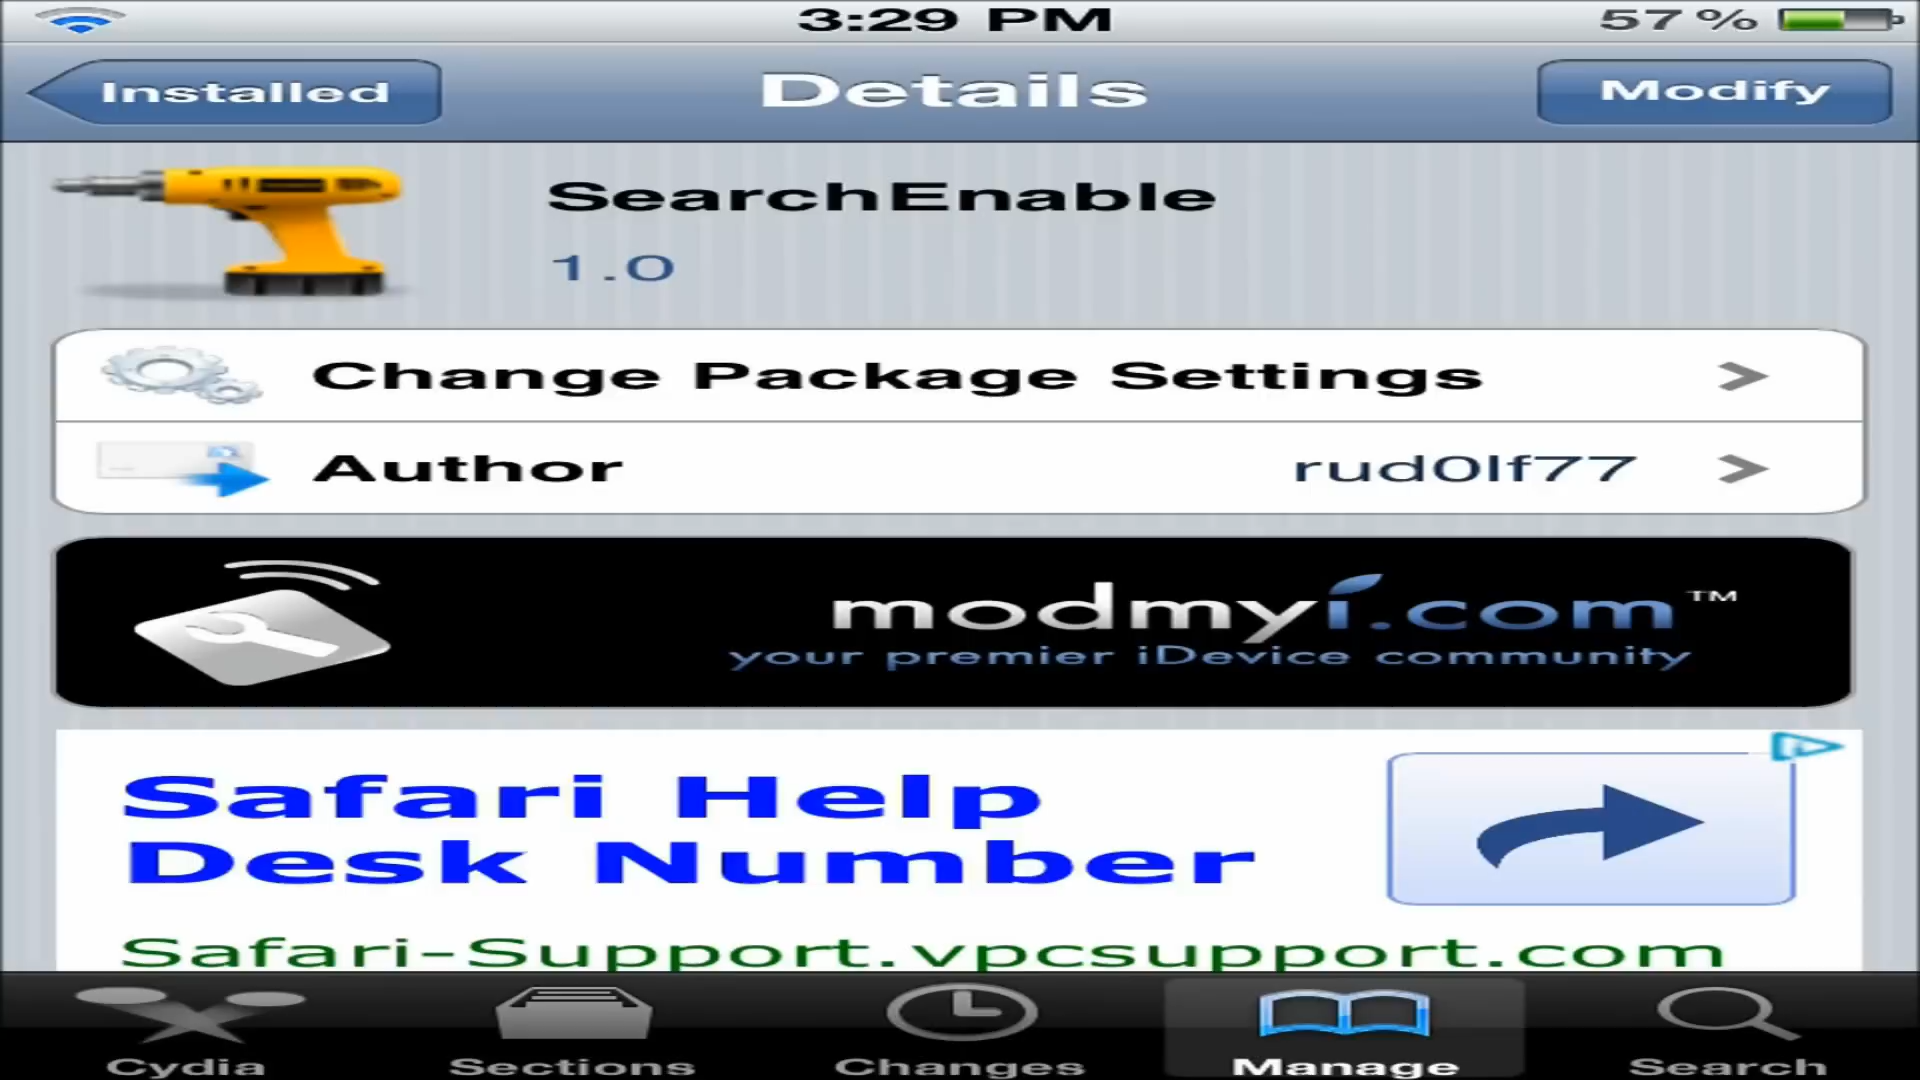 3:29 PM
57 %
Installed
Details
Modify
SearchEnable
1.0
Change Package Settings
Author
rud0lf77
modmyi.com™
your premier iDevice community
Safari Help
Desk Number
Safari-Support.vpcsupport.com
Cydia
Sections
Changes
Manage
Search